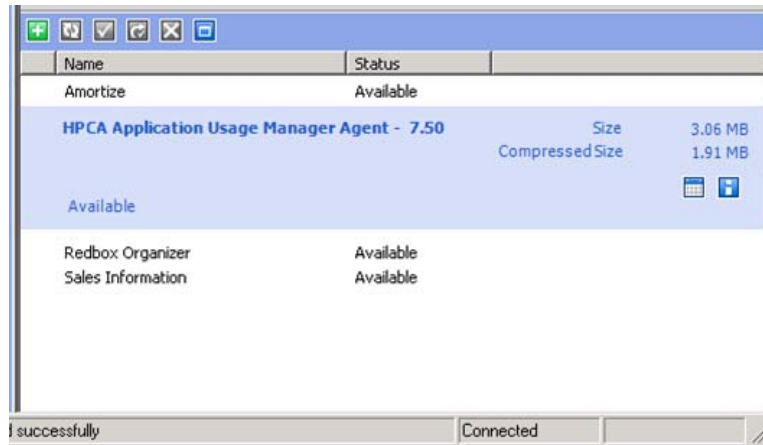 Name Status
Amortize Available
HPCA Application Usage Manager Agent - 7.50 Size 3.06 MB
Compressed Size 1.91 MB
Available
Redbox Organizer Available
Sales Information Available
successfully Connected